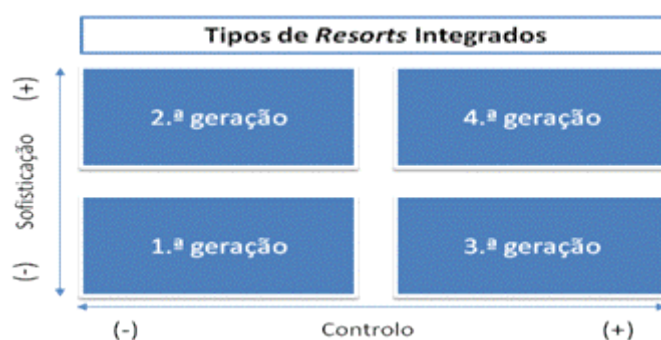 Tipos de Resorts Integrados
(+)
Sofisticação
(-)
2.ª geração
4.ª geração
1.ª geração
3.ª geração
(-)
Controlo
(+)